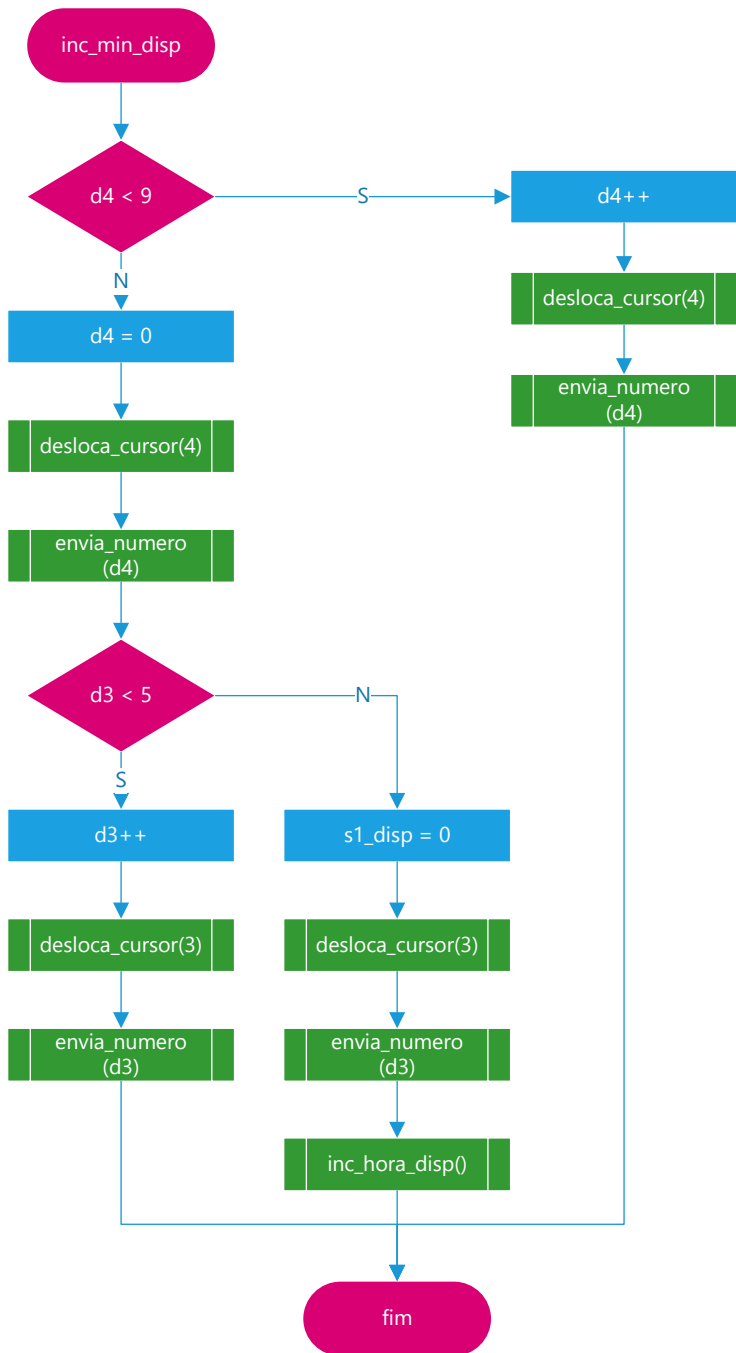 inc_min_disp
d4 < 9
S
d4++
N
desloca_cursor(4)
d4 = 0
envia_numero
(d4)
desloca_cursor(4)
envia_numero
(d4)
d3 < 5
N
S
d3++
s1_disp = 0
desloca_cursor(3)
desloca_cursor(3)
envia_numero
(d3)
envia_numero
(d3)
inc_hora_disp()
fim